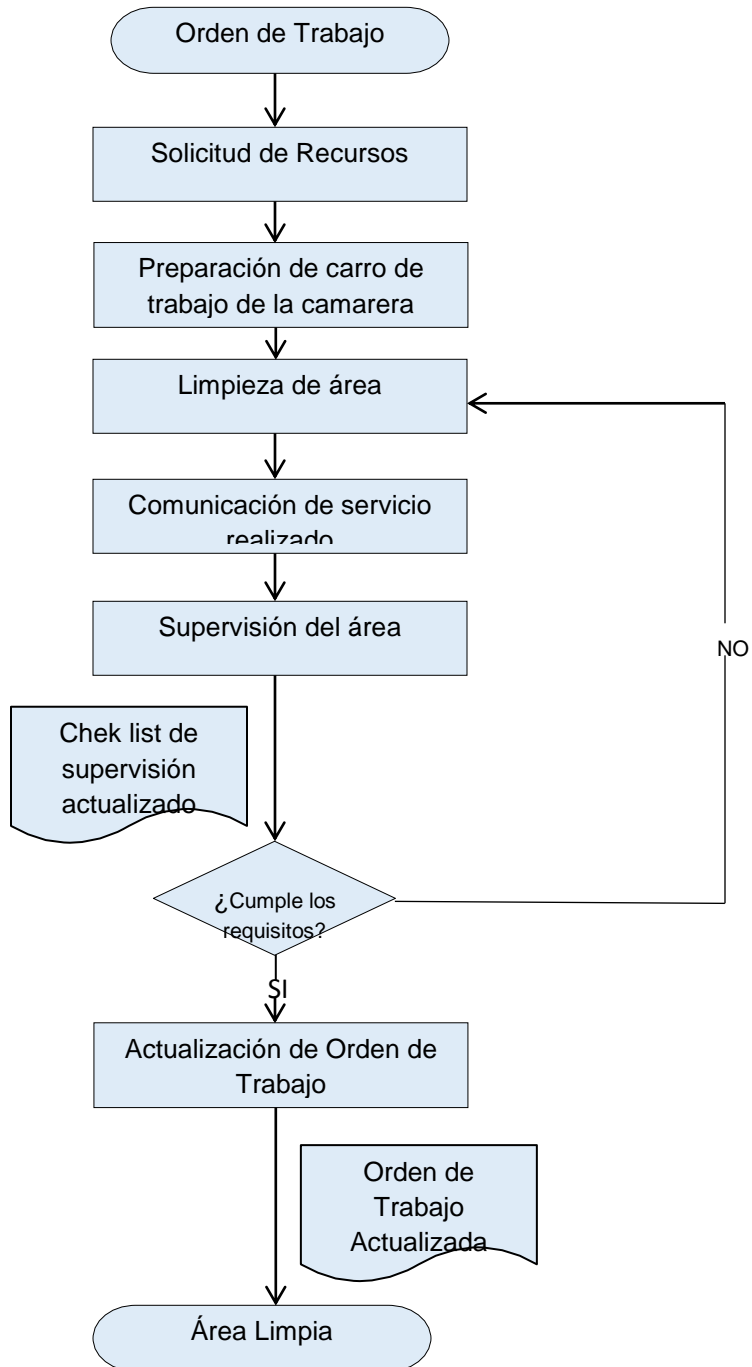 Orden de Trabajo
Solicitud de Recursos
Preparación de carro de
trabajo de la camarera
Limpieza de área
Comunicación de servicio
realizado
Supervisión del área
NO
Chek list de
supervisión
actualizado
¿Cumple los
requisitos?
SI
Actualización de Orden de
Trabajo
Orden de
Trabajo
Actualizada
Área Limpia